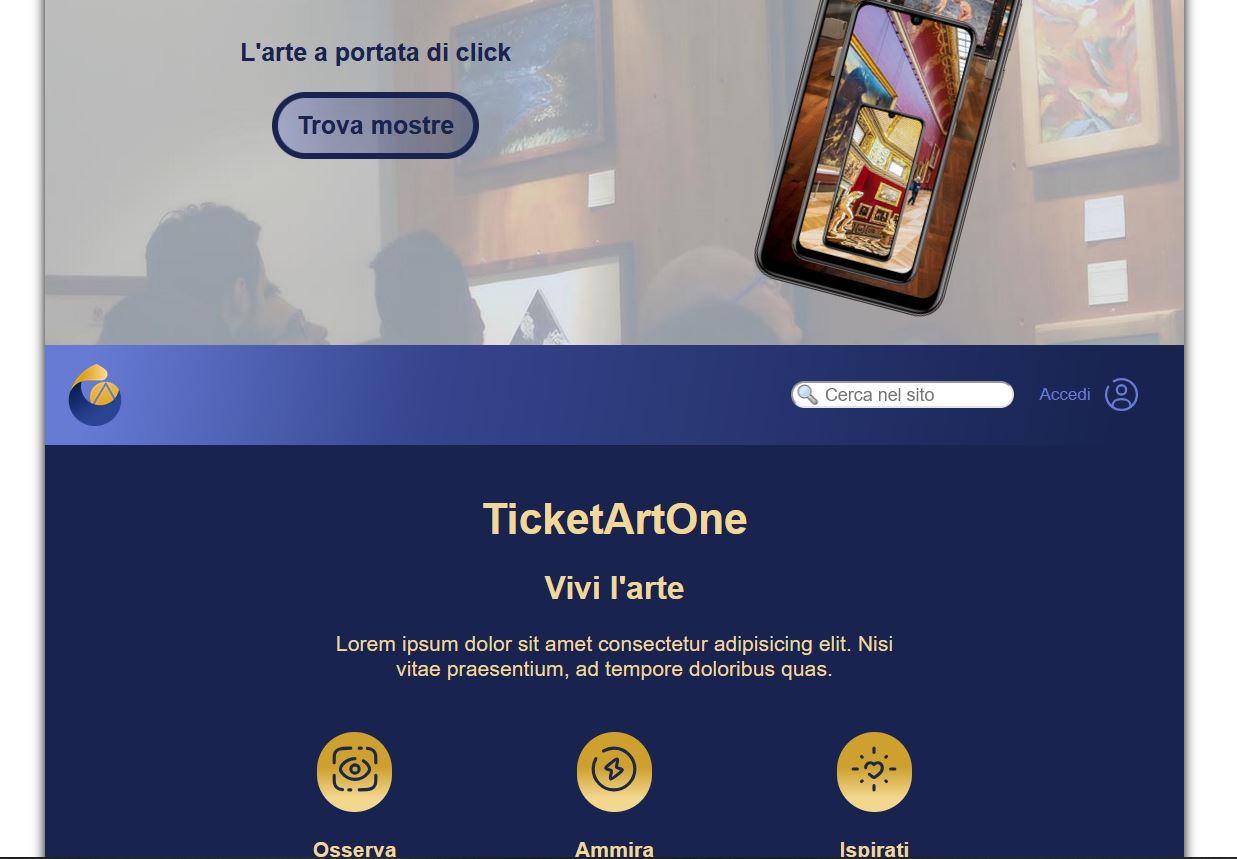 L'arte a portata di click
Trova mostre
Cerca nel sito
Accedi
TicketArtOne
Vivi l'arte
Lorem ipsum dolor sit amet consectetur adipisicing elit. Nisi
vitae praesentium, ad tempore doloribus quas.
Osserva
Ammira
Ispirati